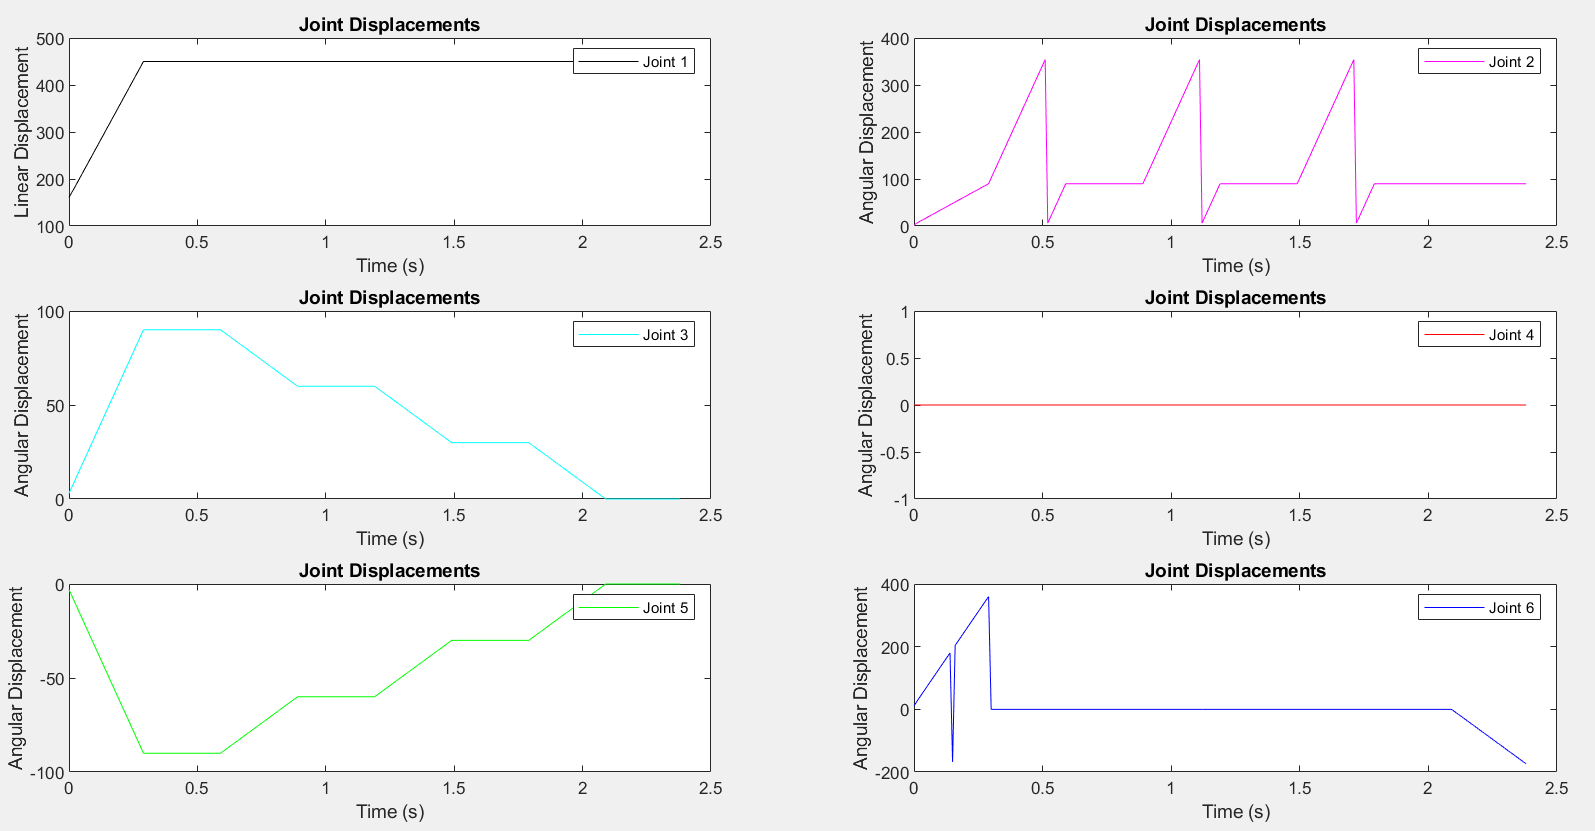 Joint Displacements
500
400
300
200
100
Linear Displacement
Joint 1
0 0.5 1 1.5 2 2.5
Time (s)
Joint Displacements
400
300
200
100
0
Angular Displacement
Joint 2
0 0.5 1 1.5 2 2.5
Time (s)
Joint Displacements
100
50
0
Angular Displacement
Joint 3
0 0.5 1 1.5 2 2.5
Time (s)
Joint Displacements
1
0.5
0
-0.5
-1
Angular Displacement
Joint 4
0 0.5 1 1.5 2 2.5
Time (s)
Joint Displacements
0
-50
-100
Angular Displacement
Joint 5
0 0.5 1 1.5 2 2.5
Time (s)
Joint Displacements
400
200
0
-200
Angular Displacement
Joint 6
0 0.5 1 1.5 2 2.5
Time (s)